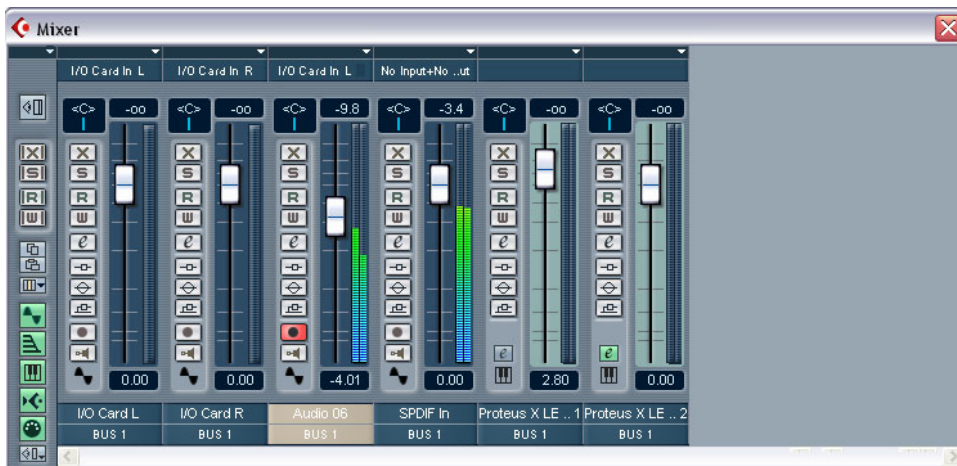 Mixer
I/O Card In L I/O Card In R I/O Card In L No Input+No ..ut
<C> -oo <C> -oo <C> -9.8 <C> -3.4 <C> -oo <C> -oo
X X X X X X X
S S S S S S S
R R R R R R R
W W W W W W W
e e e e e e
e e
0.00 0.00 -4.01 0.00 2.80 0.00
I/O Card L I/O Card R Audio 06 SPDIF In Proteus X LE .. 1 Proteus X LE .. 2
BUS 1 BUS 1 BUS 1 BUS 1 BUS 1 BUS 1